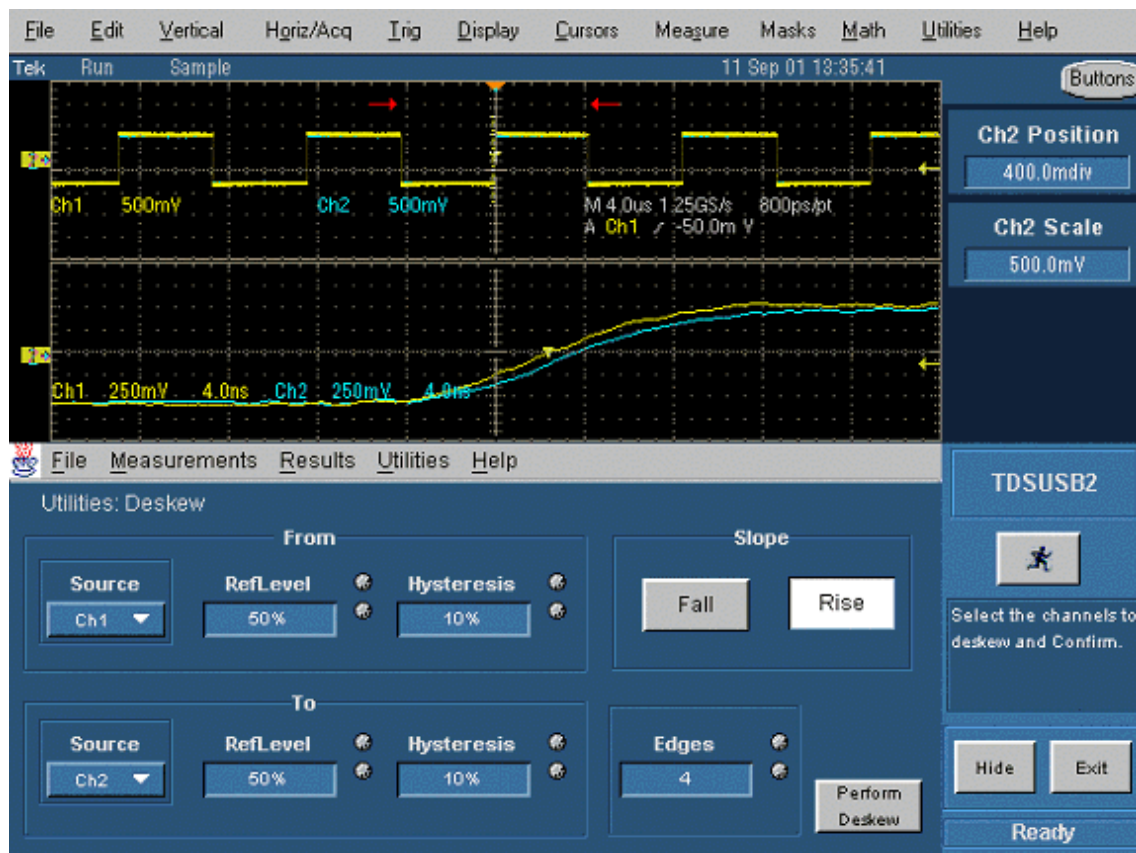 File Edit Vertical Horiz/Acq Trig Display Cursors Measure Masks Math Utilities Help
Tek Run Sample 11 Sep 01 13:35:41
Buttons
Ch2 Position
400.0mdiv
Ch2 Scale
500.0mV
Ch1 500mV Ch2 500mV M 4.0us 1.25GS/s 800ps/pt
A Ch1 / -50.0m V
Ch1 250mV 4.0ns Ch2 250mV 4.0ns
File Measurements Results Utilities Help
TDSUSB2
Utilities: Deskew
From
Source RefLevel Hysteresis
Ch1 50% 10%
Slope
Fall Rise
Select the channels to
deskew and Confirm.
To
Source RefLevel Hysteresis
Ch2 50% 10%
Edges
4
Perform
Deskew
Hide Exit
Ready